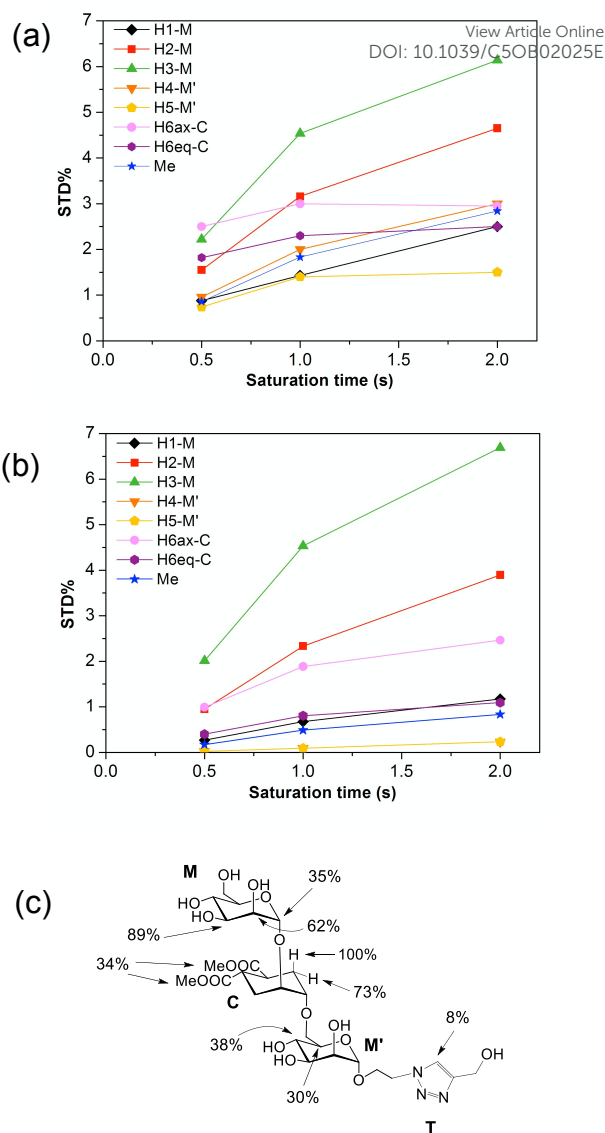 (a)
View Article Online
DOI: 10.1039/C5OB02025E
H1-M
H2-M
H3-M
H4-M'
H5-M'
H6ax-C
H6eq-C
Me
STD%
7
6
5
4
3
2
1
0
0.0 0.5 1.0 1.5 2.0
Saturation time (s)
(b)
H1-M
H2-M
H3-M
H4-M'
H5-M'
H6ax-C
H6eq-C
Me
STD%
7
6
5
4
3
2
1
0
0.0 0.5 1.0 1.5 2.0
Saturation time (s)
(c)
M
OH OH
35%
HO O
HO
89% 62%
O H 100%
34% MeOOC
MeOOC H
C 73%
O
M'
38% OH 8%
HO O
HO OH
30% O N
N N
T